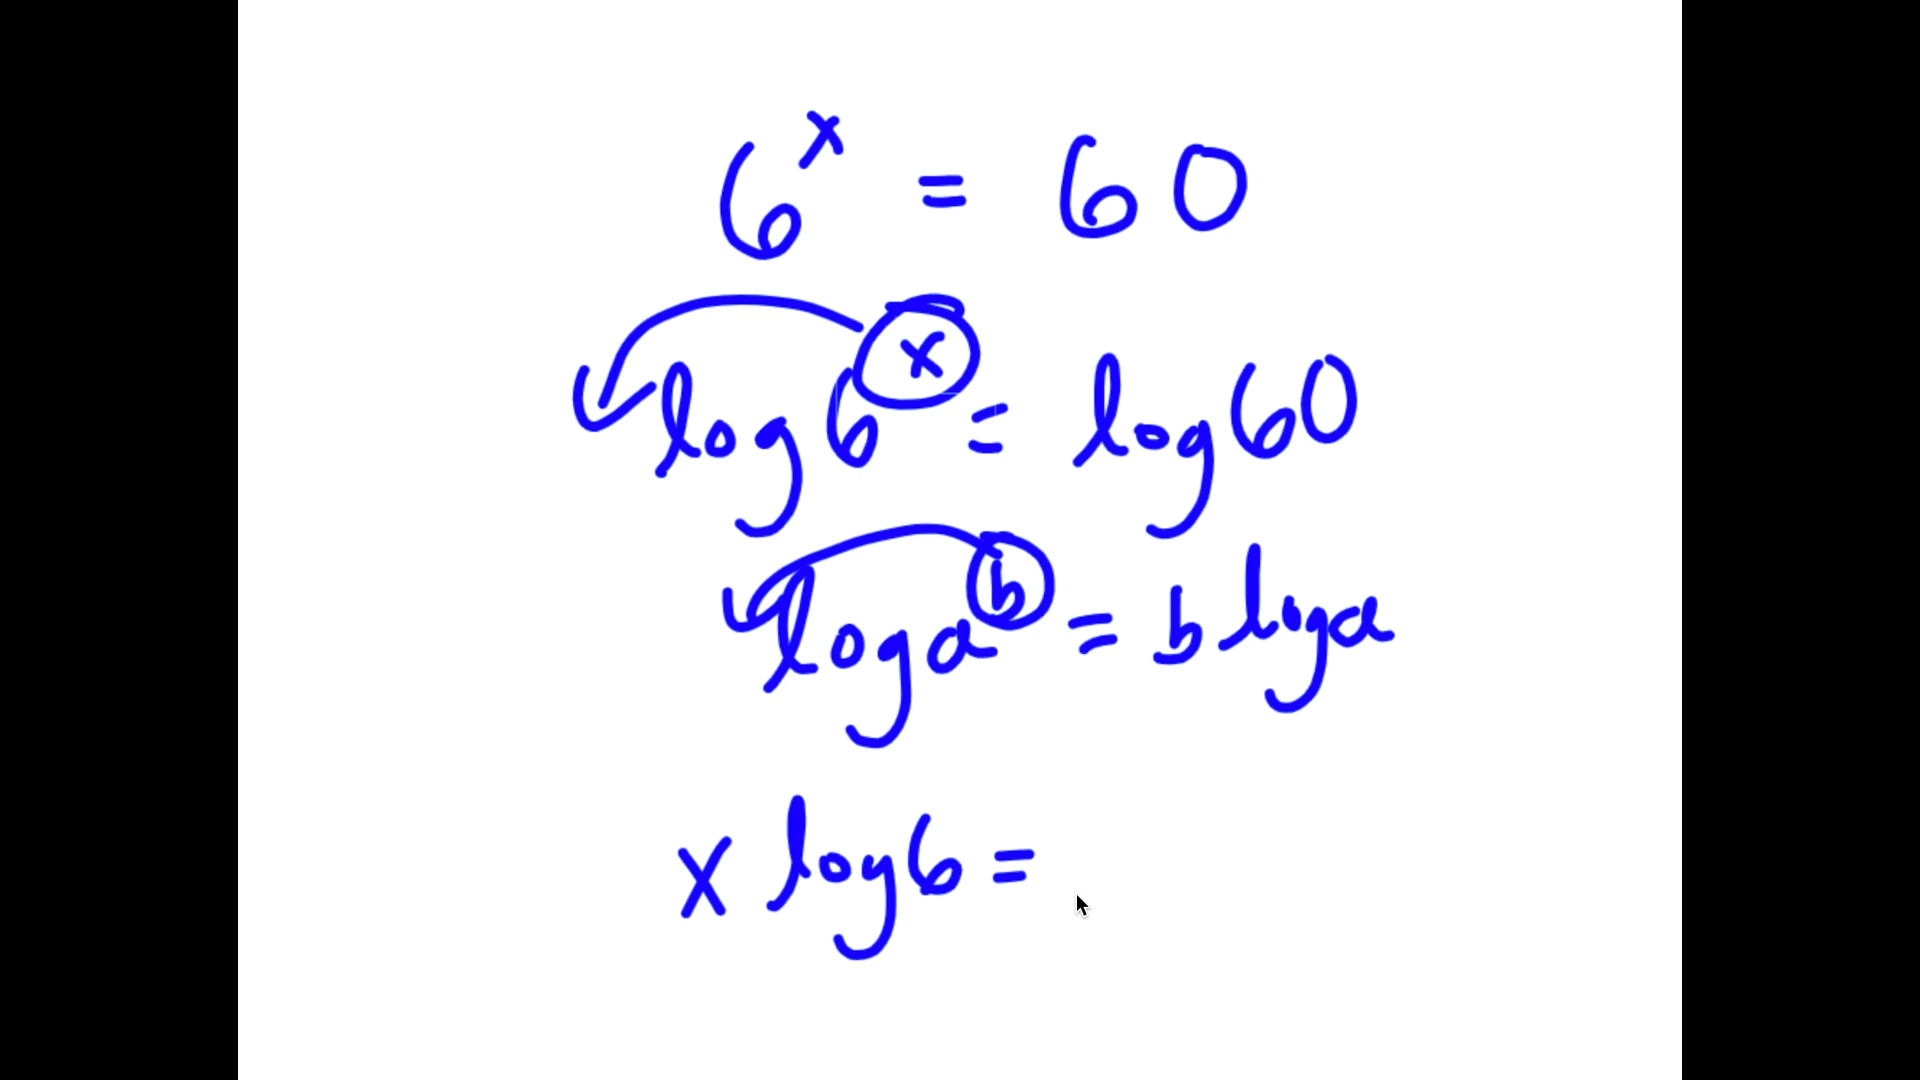 6^x = 60
log 6^x = log 60
log a^b = b log a
x log 6 =